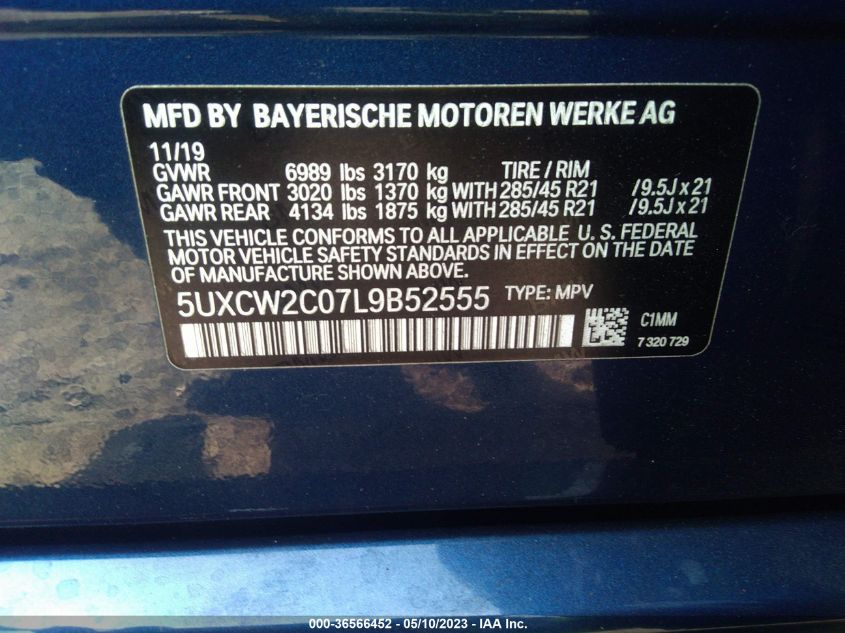 MFD BY BAYERISCHE MOTOREN WERKE AG
11/19
GVWR 6989 lbs 3170 kg TIRE / RIM
GAWR FRONT 3020 lbs 1370 kg WITH 285/45 R21 /9.5J x 21
GAWR REAR 4134 lbs 1875 kg WITH 285/45 R21 /9.5J x 21
THIS VEHICLE CONFORMS TO ALL APPLICABLE U. S. FEDERAL
MOTOR VEHICLE SAFETY STANDARDS IN EFFECT ON THE DATE
OF MANUFACTURE SHOWN ABOVE.
5UXCW2C07L9B52555 TYPE: MPV
C1MM
7 320 729
000-36566452 - 05/10/2023 - IAA Inc.